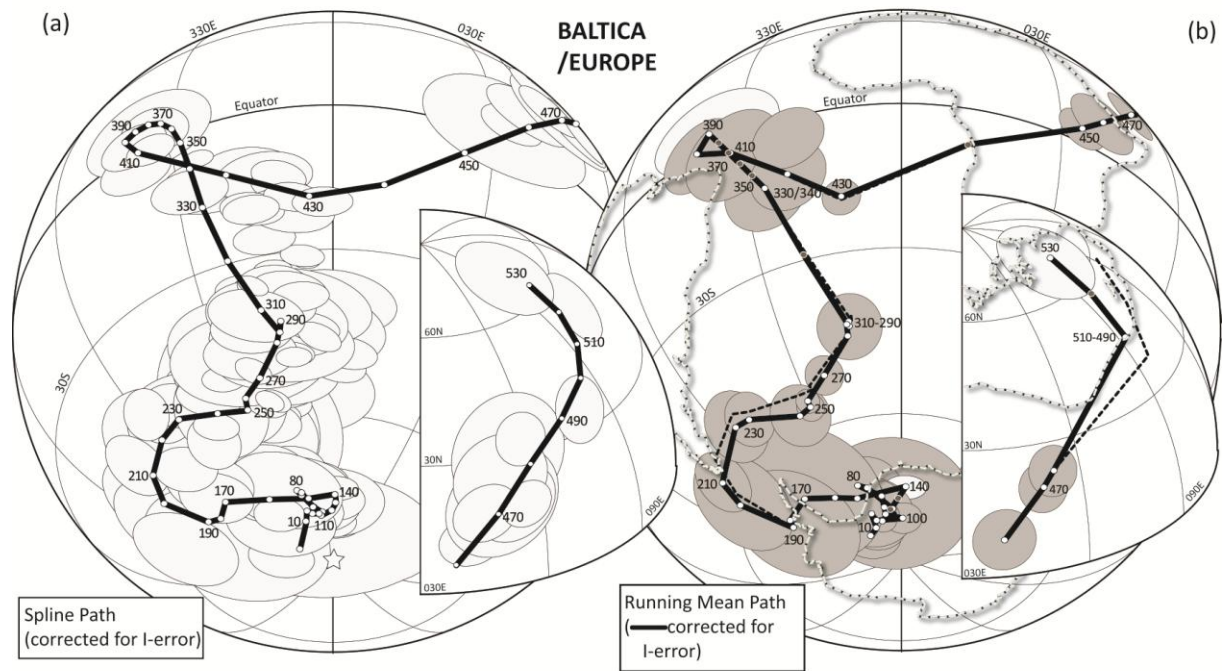 (a)
BALTICA
/EUROPE
(b)
330E
030E
Equator
390
370
350
410
330
430
450
470
310
290
270
250
230
210
190
170
80
140
110
10
30S
530
510
490
470
60N
30N
090E
030E
Spline Path
(corrected for I-error)
330E
030E
Equator
390
410
370
350
330/340
430
450
470
30S
310-290
270
250
230
210
190
170
80
140
100
10
530
510-490
470
60N
30N
090E
030E
Running Mean Path
(corrected for
I-error)